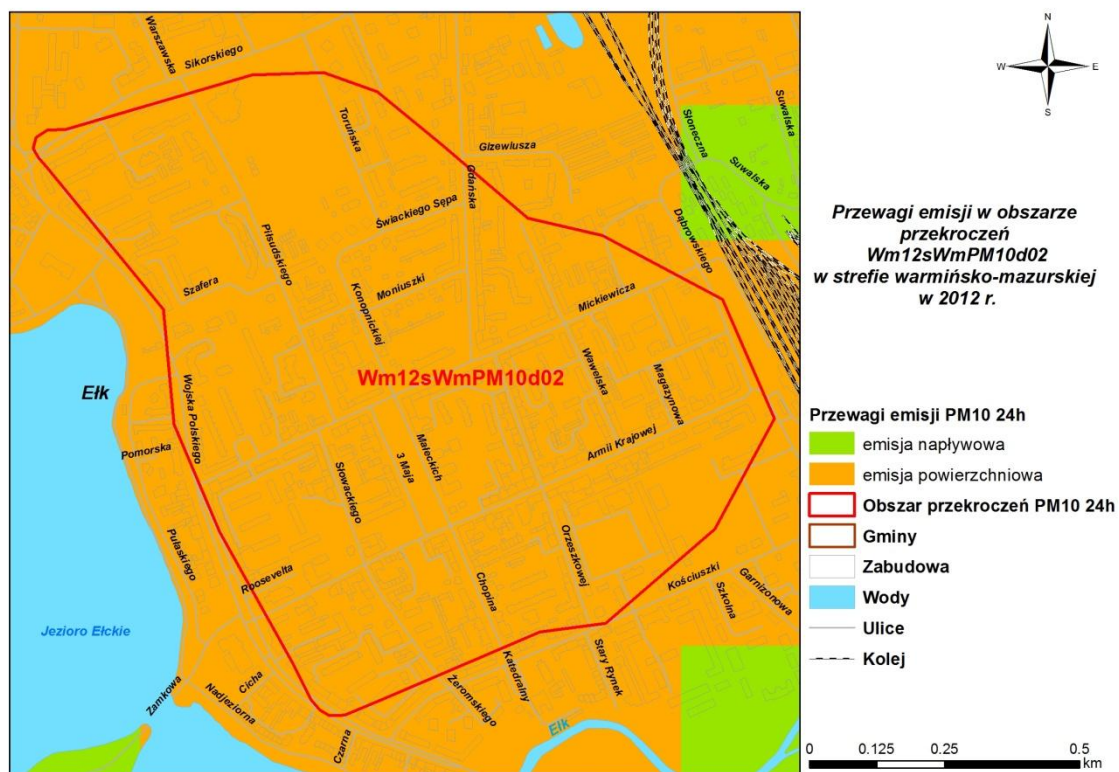 Warszawska
Sikorskiego
Toruńska
Gizewiusza
Gdańska
Słoneczna
Suwalska
Suwalska
Świackiego Sępa
Dąbrowskiego
Piłsudskiego
Szafera
Moniuszki
Konopnickiej
Mickiewicza
Wm12sWmPM10d02
Wawelska
Magazynowa
Ełk
Wojska Polskiego
Pomorska
Armii Krajowej
Małeckich
3 Maja
Słowackiego
Pułaskiego
Roosevelta
Orzeszkowej
Chopina
Kościuszki
Garnizonowa
Szkolna
Jezioro Ełckie
Stary Rynek
Katedralny
Żeromskiego
Cicha
Nadjeziorna
Zamkowa
Czarna
Ełk
N
W E
S
Przewagi emisji w obszarze
przekroczeń
Wm12sWmPM10d02
w strefie warmińsko-mazurskiej
w 2012 r.
Przewagi emisji PM10 24h
emisja napływowa
emisja powierzchniowa
Obszar przekroczeń PM10 24h
Gminy
Zabudowa
Wody
Ulice
Kolej
0 0.125 0.25 0.5
km